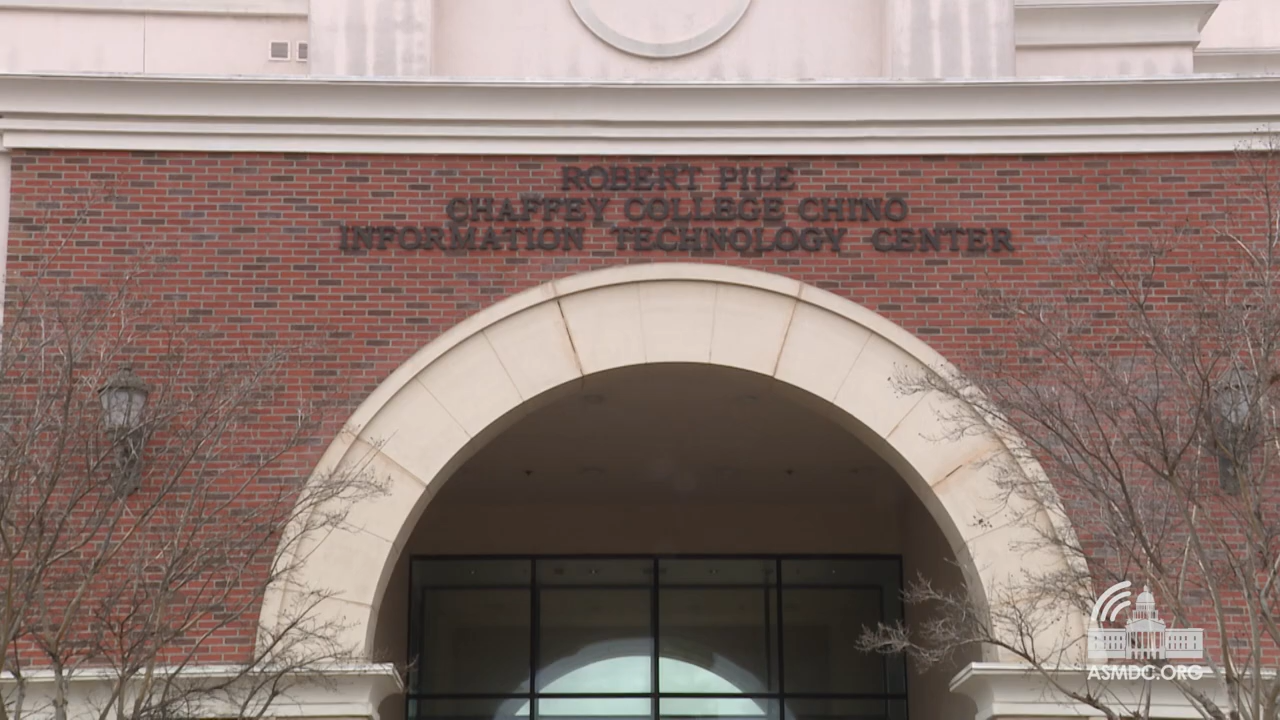 ROBERT PILE
CHAFFEY COLLEGE CHINO
INFORMATION TECHNOLOGY CENTER
ASMDC.ORG